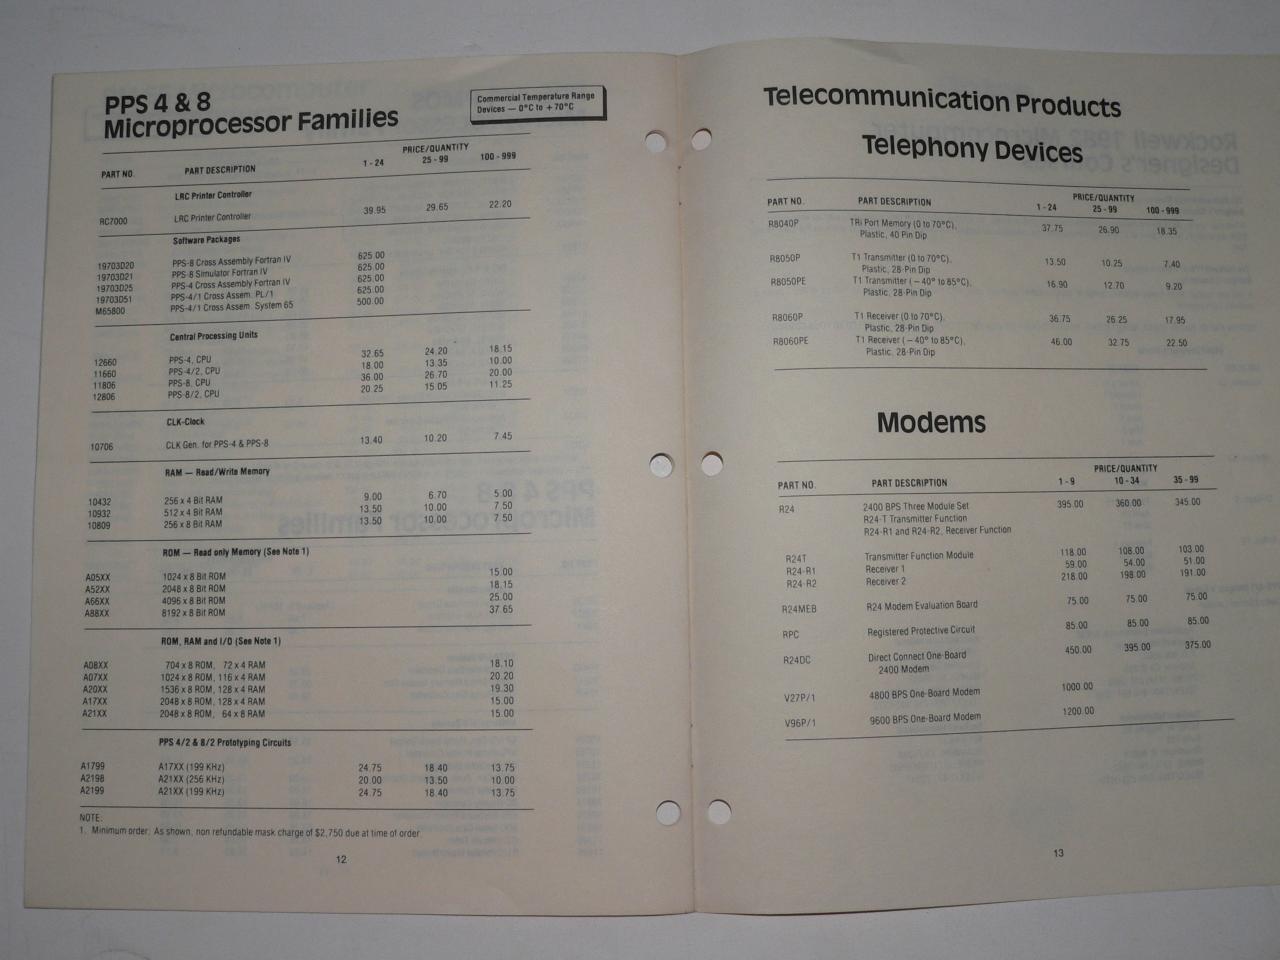 PPS 4 & 8
Microprocessor Families
Commercial Temperature Range
Devices — 0°C to + 70°C
PRICE/QUANTITY
PART NO. PART DESCRIPTION 1 - 24 25 - 99 100 - 999
LRC Printer Controller
RC7000 LRC Printer Controller 39.95 29.65 22.20
Software Packages
19703D20 PPS-8 Cross Assembly Fortran IV 625.00
19703D21 PPS-8 Simulator Fortran IV 625.00
19703D25 PPS-4 Cross Assembly Fortran IV 625.00
19703D51 PPS-4/1 Cross Assem. PL/1 625.00
M65800 PPS-4/1 Cross Assem. System 65 500.00
Central Processing Units
12660 PPS-4, CPU 32.65 24.20 18.15
11660 PPS-4/2, CPU 18.00 13.35 10.00
11806 PPS-8, CPU 36.00 26.70 20.00
12806 PPS-8/2, CPU 20.25 15.05 11.25
CLK-Clock
10706 CLK Gen. for PPS-4 & PPS-8 13.40 10.20 7.45
RAM — Read/Write Memory
10432 256 x 4 Bit RAM 9.00 6.70 5.00
10932 512 x 4 Bit RAM 13.50 10.00 7.50
10809 256 x 8 Bit RAM 13.50 10.00 7.50
ROM — Read only Memory (See Note 1)
A05XX 1024 x 8 Bit ROM 15.00
A52XX 2048 x 8 Bit ROM 18.15
A66XX 4096 x 8 Bit ROM 25.00
A88XX 8192 x 8 Bit ROM 37.65
ROM, RAM and I/O (See Note 1)
A08XX 704 x 8 ROM, 72 x 4 RAM 18.10
A07XX 1024 x 8 ROM, 116 x 4 RAM 20.20
A20XX 1536 x 8 ROM, 128 x 4 RAM 19.30
A17XX 2048 x 8 ROM, 128 x 4 RAM 15.00
A21XX 2048 x 8 ROM, 64 x 8 RAM 15.00
PPS 4/2 & 8/2 Prototyping Circuits
A1799 A17XX (199 KHz) 24.75 18.40 13.75
A2198 A21XX (256 KHz) 20.00 13.50 10.00
A2199 A21XX (199 KHz) 24.75 18.40 13.75
NOTE:
1. Minimum order: As shown, non refundable mask charge of $2,750 due at time of order
12
Telecommunication Products
Telephony Devices
PRICE/QUANTITY
PART NO. PART DESCRIPTION 1 - 24 25 - 99 100 - 999
R8040P TRi Port Memory (0 to 70°C), 37.75 26.90 18.35
Plastic, 40 Pin Dip
R8050P T1 Transmitter (0 to 70°C), 13.50 10.25 7.40
Plastic, 28-Pin Dip
R8050PE T1 Transmitter ( — 40° to 85°C), 16.90 12.70 9.20
Plastic, 28-Pin Dip
R8060P T1 Receiver (0 to 70°C), 36.75 26.25 17.95
Plastic, 28-Pin Dip
R8060PE T1 Receiver ( — 40° to 85°C), 46.00 32.75 22.50
Plastic, 28-Pin Dip
Modems
PRICE/QUANTITY
PART NO. PART DESCRIPTION 1 - 9 10 - 34 35 - 99
R24 2400 BPS Three Module Set 395.00 360.00 345.00
R24-T Transmitter Function
R24-R1 and R24-R2, Receiver Function
R24T Transmitter Function Module 118.00 108.00 103.00
R24-R1 Receiver 1 59.00 54.00 51.00
R24-R2 Receiver 2 218.00 198.00 191.00
R24MEB R24 Modem Evaluation Board 75.00 75.00 75.00
RPC Registered Protective Circuit 85.00 85.00 85.00
R24DC Direct Connect One-Board 450.00 395.00 375.00
2400 Modem
V27P/1 4800 BPS One-Board Modem 1000.00
V96P/1 9600 BPS One-Board Modem 1200.00
13